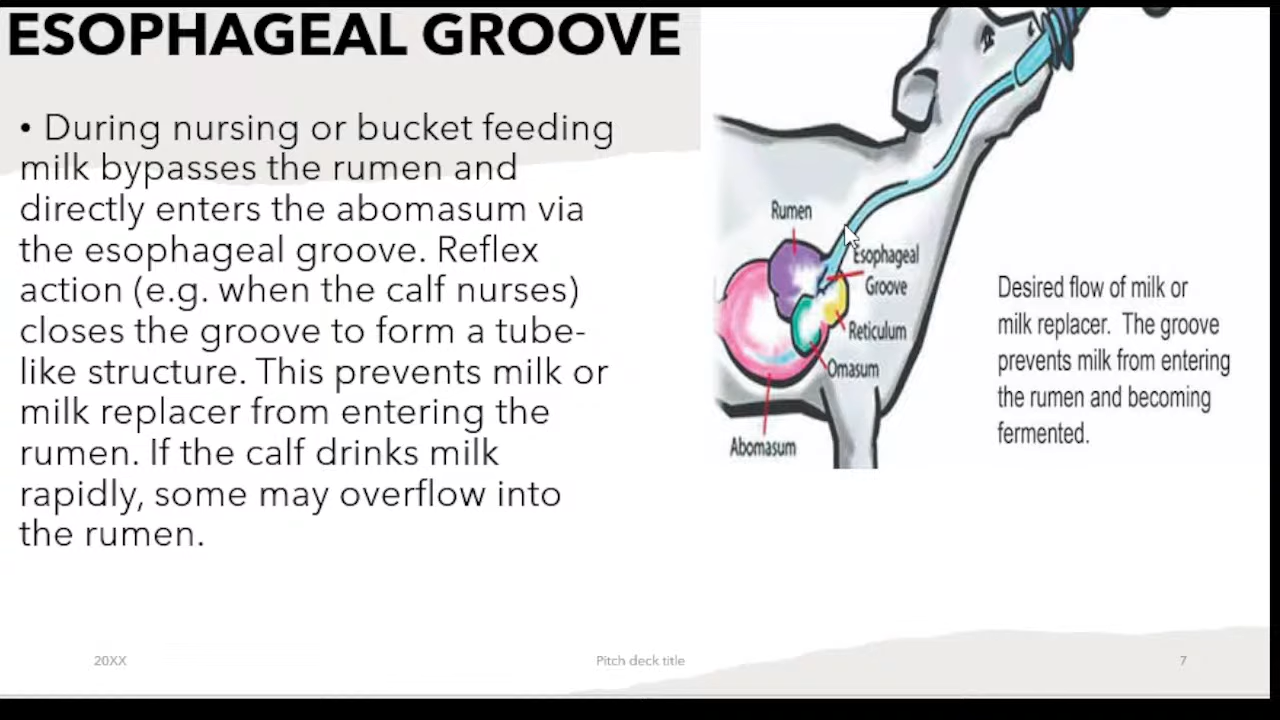 ESOPHAGEAL GROOVE
• During nursing or bucket feeding
milk bypasses the rumen and
directly enters the abomasum via
the esophageal groove. Reflex
action (e.g. when the calf nurses)
closes the groove to form a tube-
like structure. This prevents milk or
milk replacer from entering the
rumen. If the calf drinks milk
rapidly, some may overflow into
the rumen.
Rumen
Esophageal
Groove
Reticulum
Omasum
Abomasum
Desired flow of milk or
milk replacer. The groove
prevents milk from entering
the rumen and becoming
fermented.
20XX
Pitch deck title
7